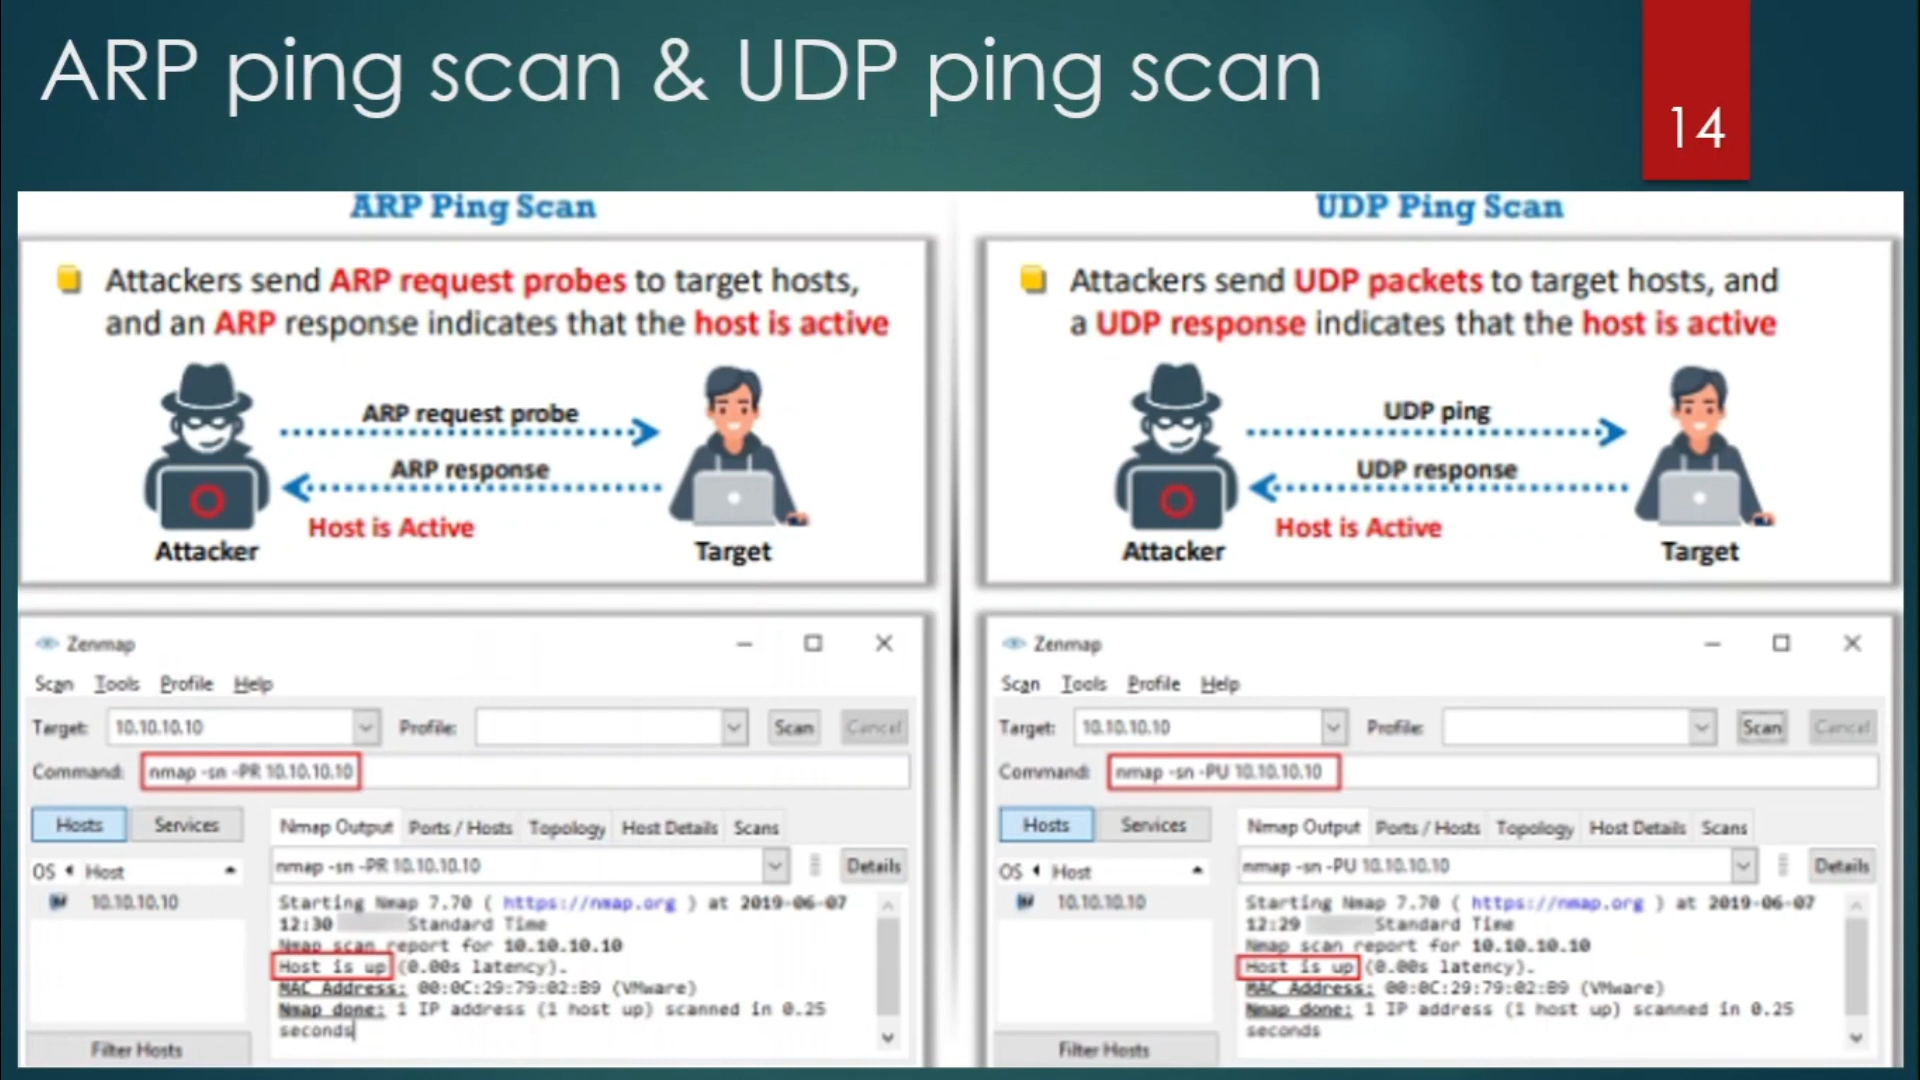 ARP ping scan & UDP ping scan
14
ARP Ping Scan
Attackers send ARP request probes to target hosts,
and an ARP response indicates that the host is active
ARP request probe
ARP response
Host is Active
Attacker
Target
Zenmap
Scan Tools Profile Help
Target: 10.10.10.10 Profile: Scan Cancel
Command: nmap -sn -PR 10.10.10.10
Hosts Services
Nmap Output Ports / Hosts Topology Host Details Scans
OS Host
nmap -sn -PR 10.10.10.10 Details
10.10.10.10
Starting Nmap 7.70 ( https://nmap.org ) at 2019-06-07
12:30 Standard Time
Nmap scan report for 10.10.10.10
Host is up (0.00s latency).
MAC Address: 00:0C:29:79:02:B9 (VMware)
Nmap done: 1 IP address (1 host up) scanned in 0.25
seconds
Filter Hosts
UDP Ping Scan
Attackers send UDP packets to target hosts, and
a UDP response indicates that the host is active
UDP ping
UDP response
Host is Active
Attacker
Target
Zenmap
Scan Tools Profile Help
Target: 10.10.10.10 Profile: Scan Cancel
Command: nmap -sn -PU 10.10.10.10
Hosts Services
Nmap Output Ports / Hosts Topology Host Details Scans
OS Host
nmap -sn -PU 10.10.10.10 Details
10.10.10.10
Starting Nmap 7.70 ( https://nmap.org ) at 2019-06-07
12:29 Standard Time
Nmap scan report for 10.10.10.10
Host is up (0.00s latency).
MAC Address: 00:0C:29:79:02:B9 (VMware)
Nmap done: 1 IP address (1 host up) scanned in 0.25
seconds
Filter Hosts